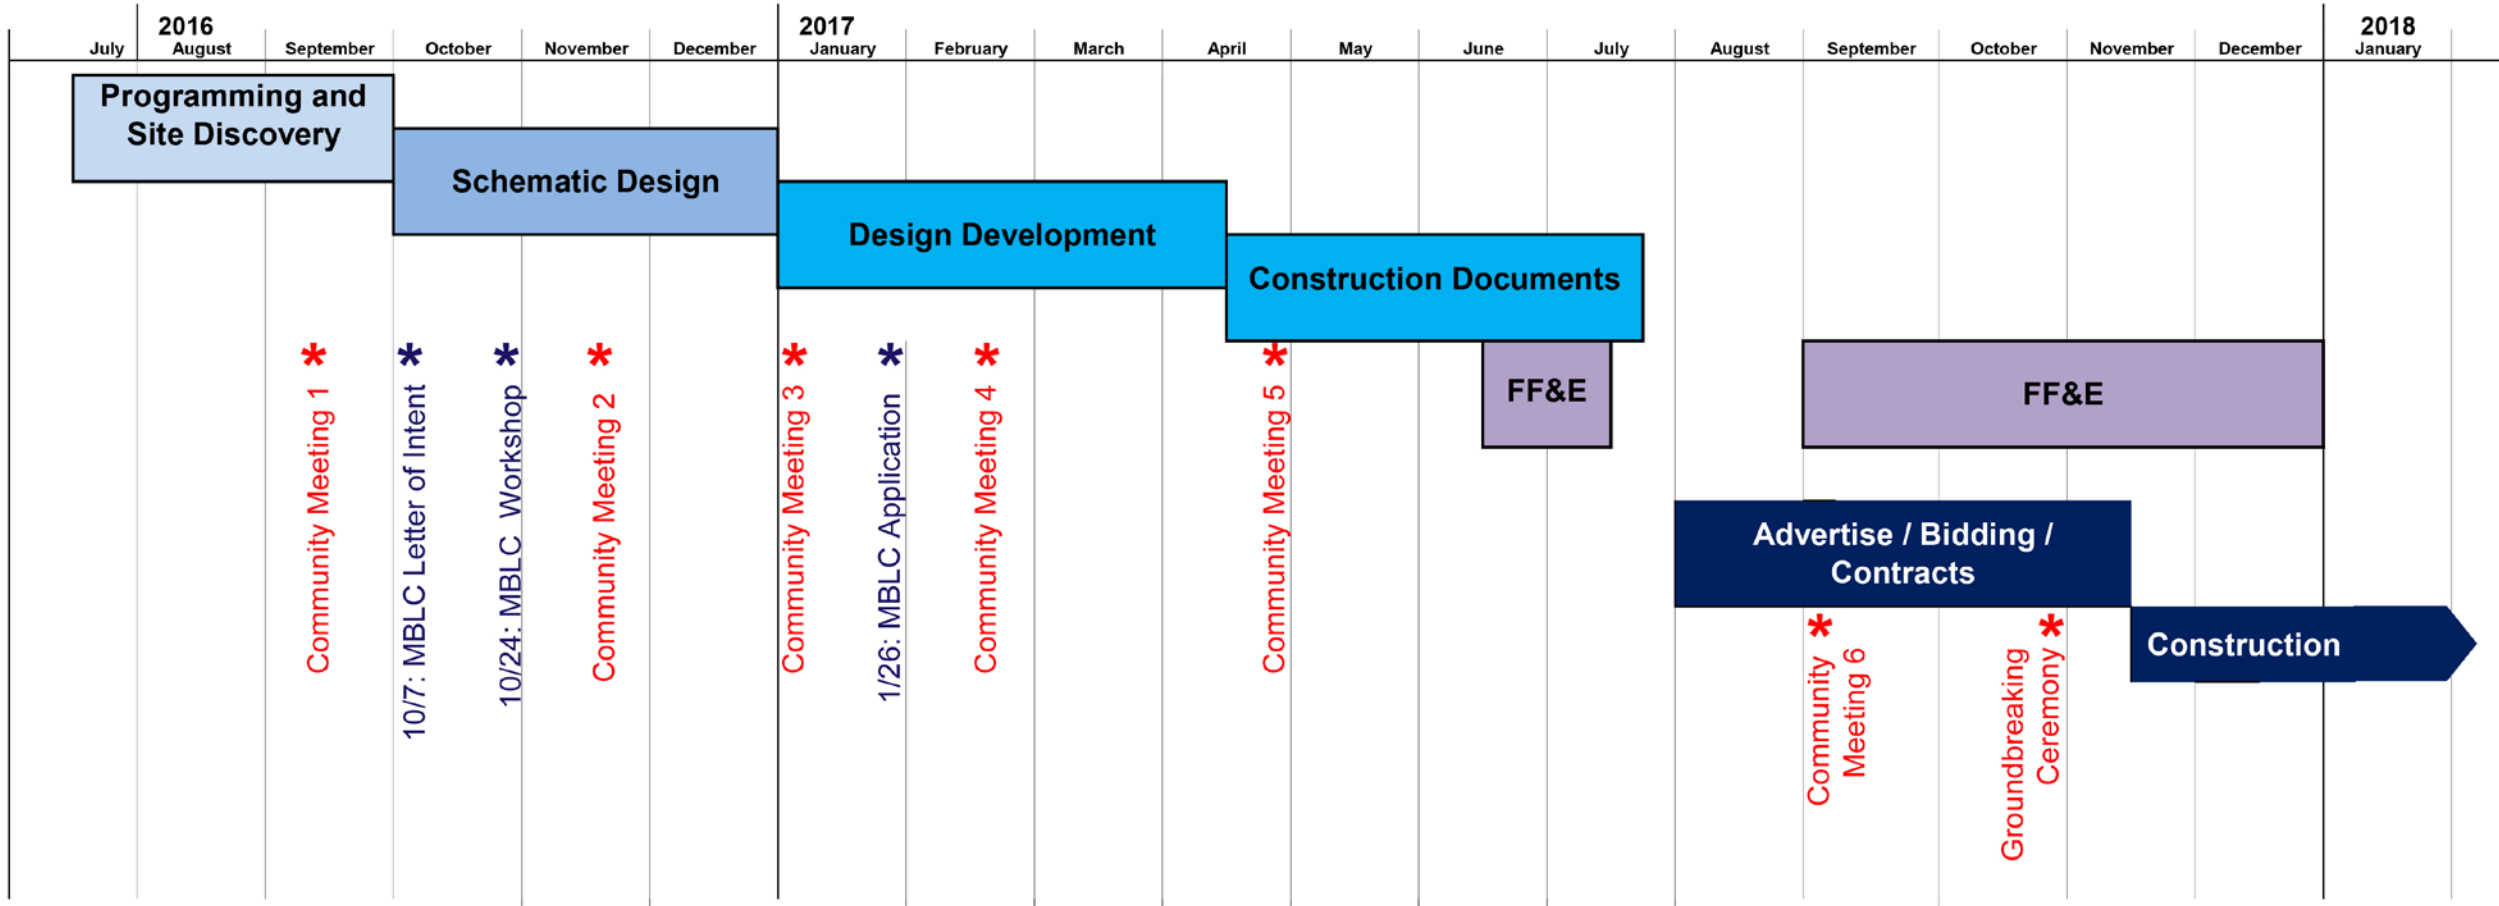 2016
2017
2018
July
August
September
October
November
December
January
February
March
April
May
June
July
August
September
October
November
December
January
Programming and
Site Discovery
Schematic Design
Design Development
Construction Documents
* * * * * * * *
Community Meeting 1
10/7: MBLC Letter of Intent
10/24: MBLC Workshop
Community Meeting 2
Community Meeting 3
1/26: MBLC Application
Community Meeting 4
Community Meeting 5
FF&E
FF&E
Advertise / Bidding /
Contracts
Construction
* *
Community
Meeting 6
Groundbreaking
Ceremony